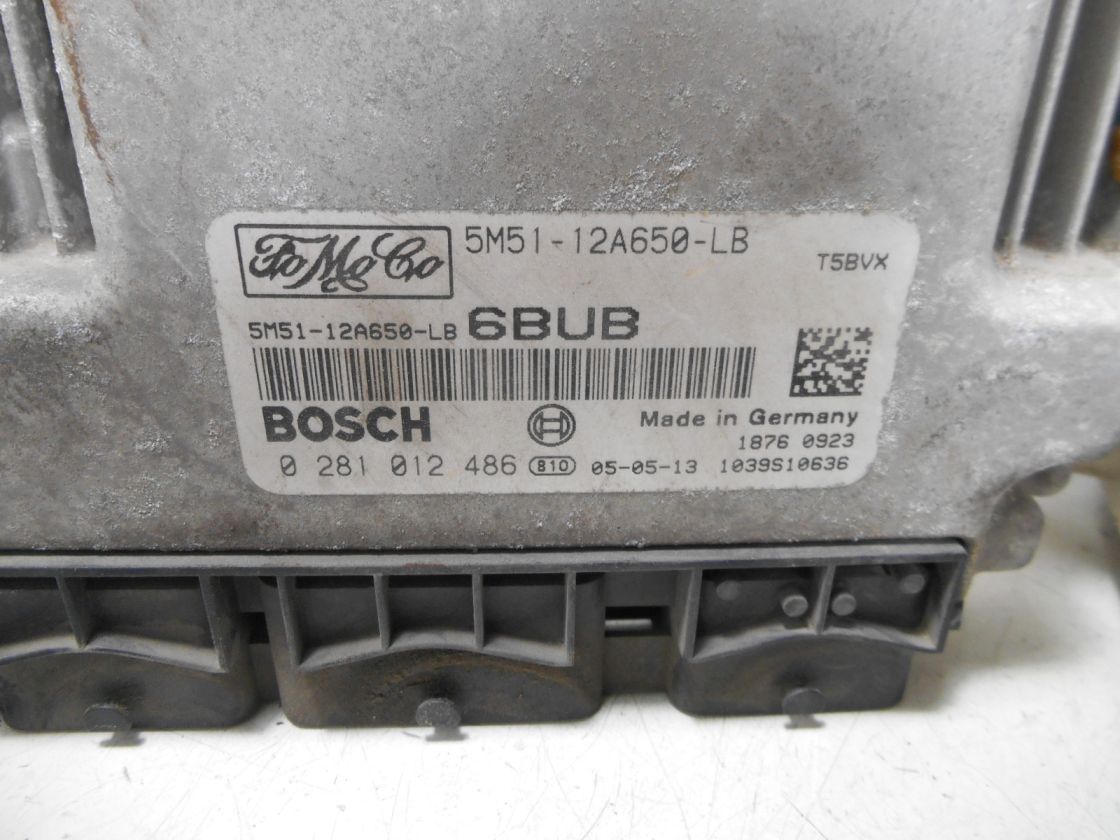 FoMoCo 5M51-12A650-LB
T5BVX
5M51-12A650-LB 6BUB
BOSCH
Made in Germany
1876 0923
0 281 012 486 B10 05-05-13 1039S10636